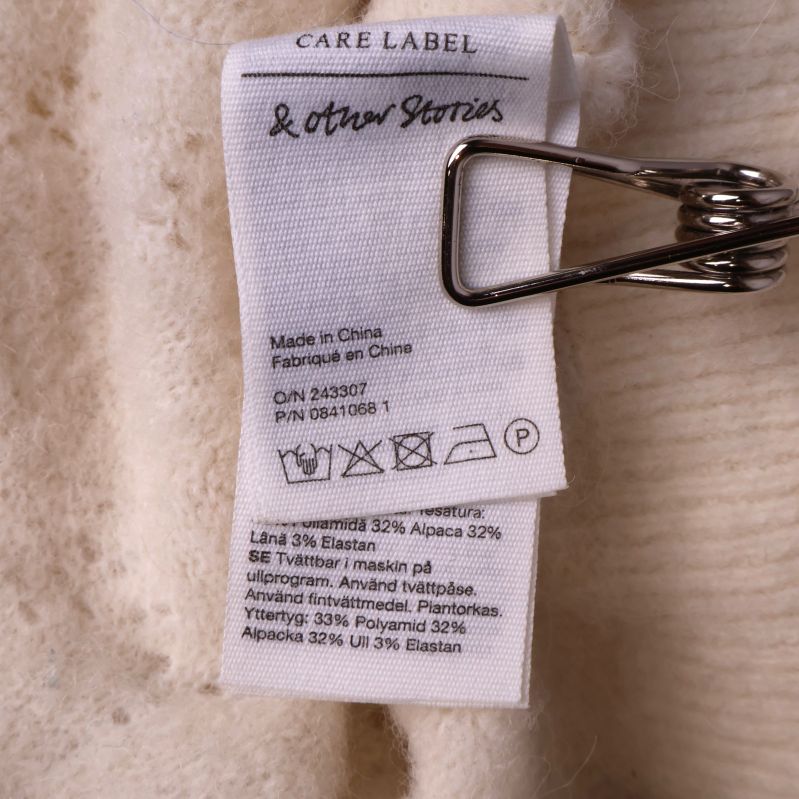 CARE LABEL
& other Stories
Made in China
Fabriqué en Chine
O/N 243307
P/N 0841068 1
P
Poliamidă 32% Alpaca 32%
Lână 3% Elastan
SE Tvättbar i maskin på
ullprogram. Använd tvättpåse.
Använd fintvättmedel. Plantorkas.
Yttertyg: 33% Polyamid 32%
Alpacka 32% Ull 3% Elastan